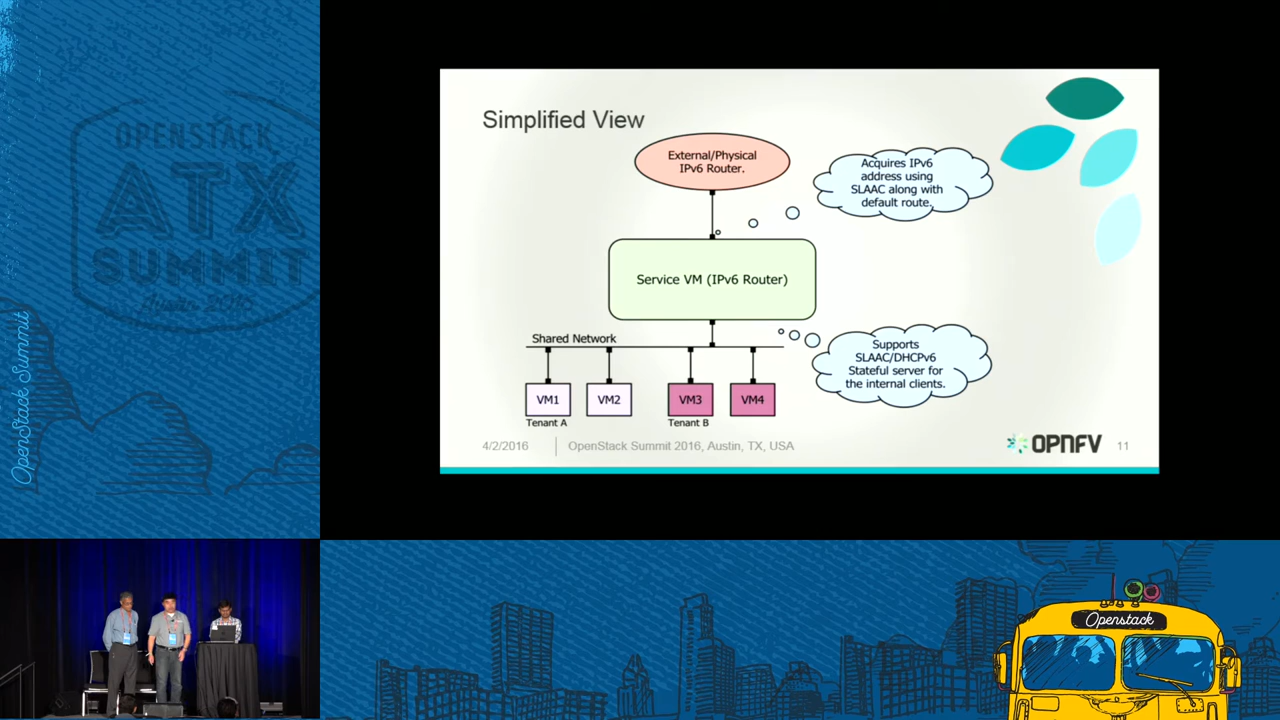 OPENSTACK
ATX
SUMMIT
Austin 2016
OpenStack Summit
Simplified View
External/Physical
IPv6 Router.
Acquires IPv6
address using
SLAAC along with
default route.
Service VM (IPv6 Router)
Shared Network
Supports
SLAAC/DHCPv6
Stateful server for
the internal clients.
VM1
VM2
VM3
VM4
Tenant A
Tenant B
4/2/2016
OpenStack Summit 2016, Austin, TX, USA
OPNFV
11
Openstack